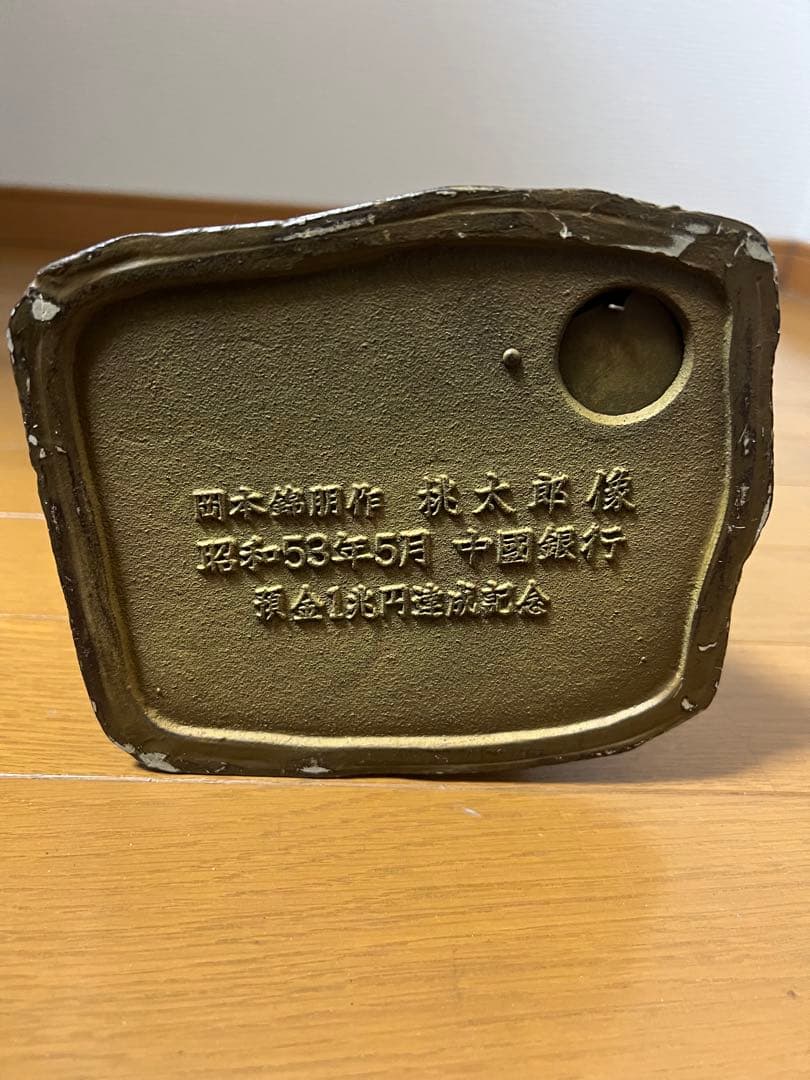 岡本錦朋作 桃太郎像
昭和53年5月 中國銀行
預金1兆円達成記念